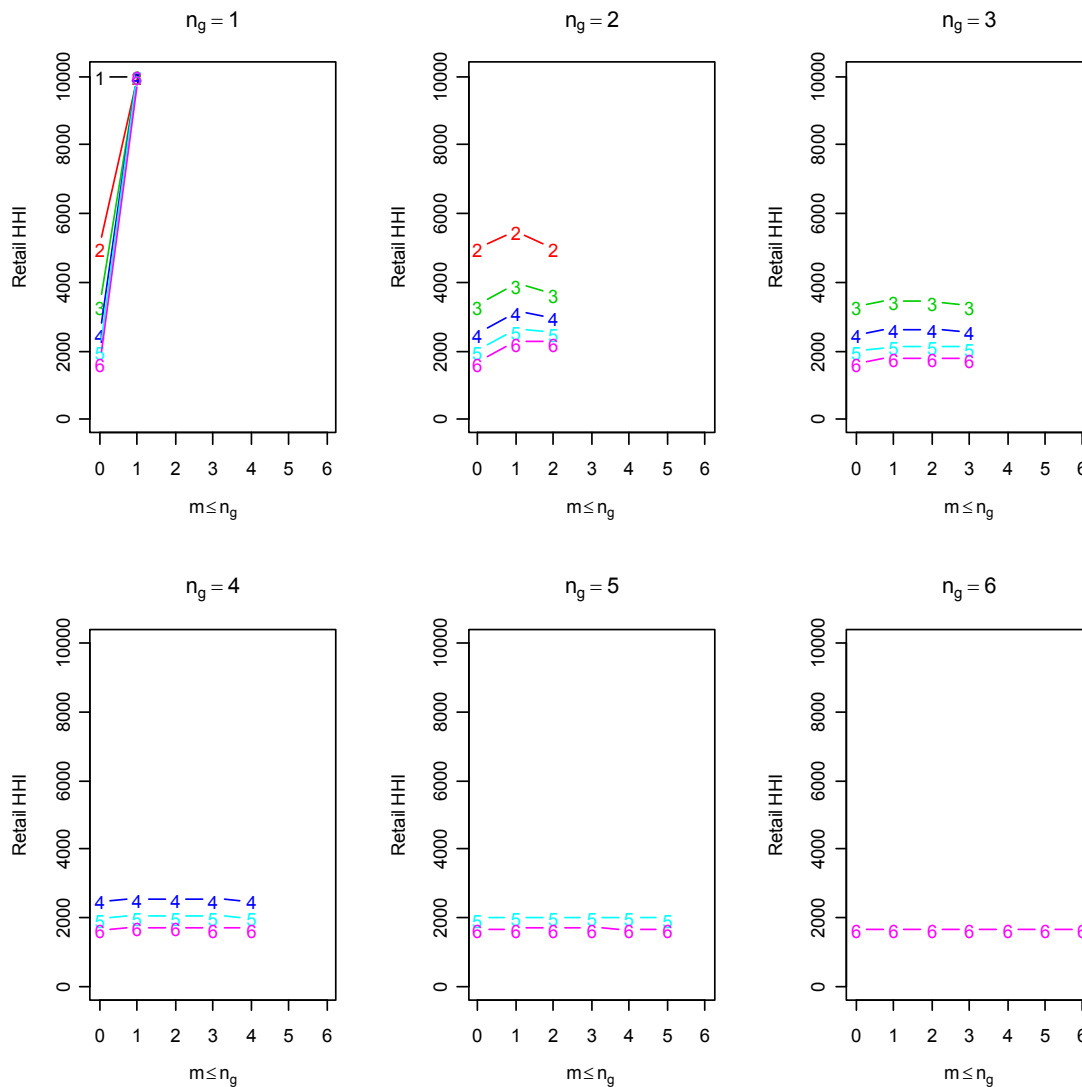 n_g = 1
n_g = 2
n_g = 3
10000
8000
6000
4000
2000
0
Retail HHI
1
2
3
4
5
6
4
0 1 2 3 4 5 6
m ≤ n_g
10000
8000
6000
4000
2000
0
Retail HHI
2 2 2
3 3 3
4 4 4
5 5 5
6 6 6
0 1 2 3 4 5 6
m ≤ n_g
10000
8000
6000
4000
2000
0
Retail HHI
3 3 3 3
4 4 4 4
5 5 5 5
6 6 6 6
0 1 2 3 4 5 6
m ≤ n_g
n_g = 4
n_g = 5
n_g = 6
10000
8000
6000
4000
2000
0
Retail HHI
4 4 4 4 4
5 5 5 5 5
6 6 6 6 6
0 1 2 3 4 5 6
m ≤ n_g
10000
8000
6000
4000
2000
0
Retail HHI
5 5 5 5 5 5
6 6 6 6 6 6
0 1 2 3 4 5 6
m ≤ n_g
10000
8000
6000
4000
2000
0
Retail HHI
6 6 6 6 6 6 6
0 1 2 3 4 5 6
m ≤ n_g